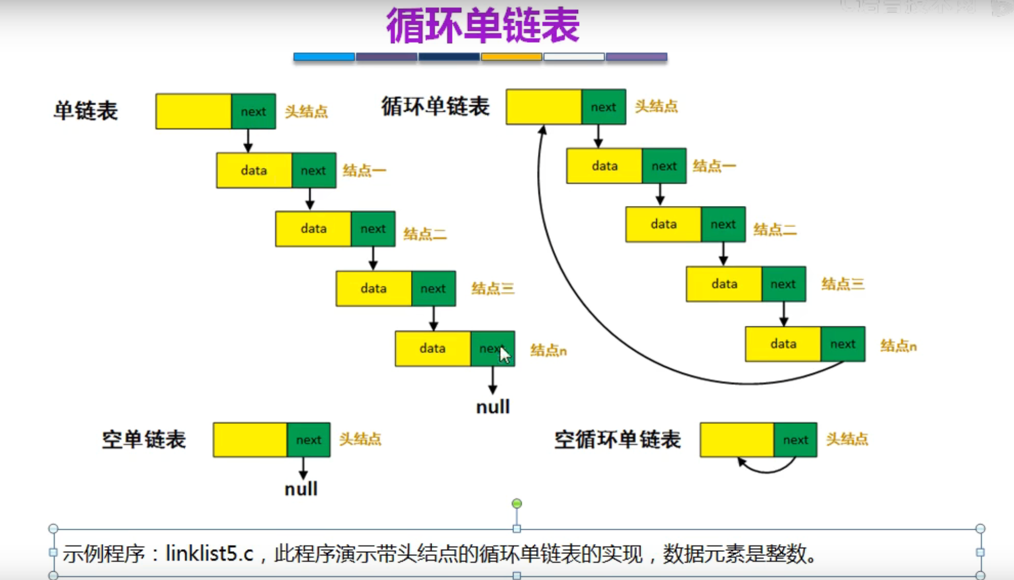 循环单链表
单链表
next
头结点
data
next
结点一
data
next
结点二
data
next
结点三
data
next
结点n
null
循环单链表
next
头结点
data
next
结点一
data
next
结点二
data
next
结点三
data
next
结点n
空单链表
next
头结点
null
空循环单链表
next
头结点
示例程序：linklist5.c，此程序演示带头结点的循环单链表的实现，数据元素是整数。